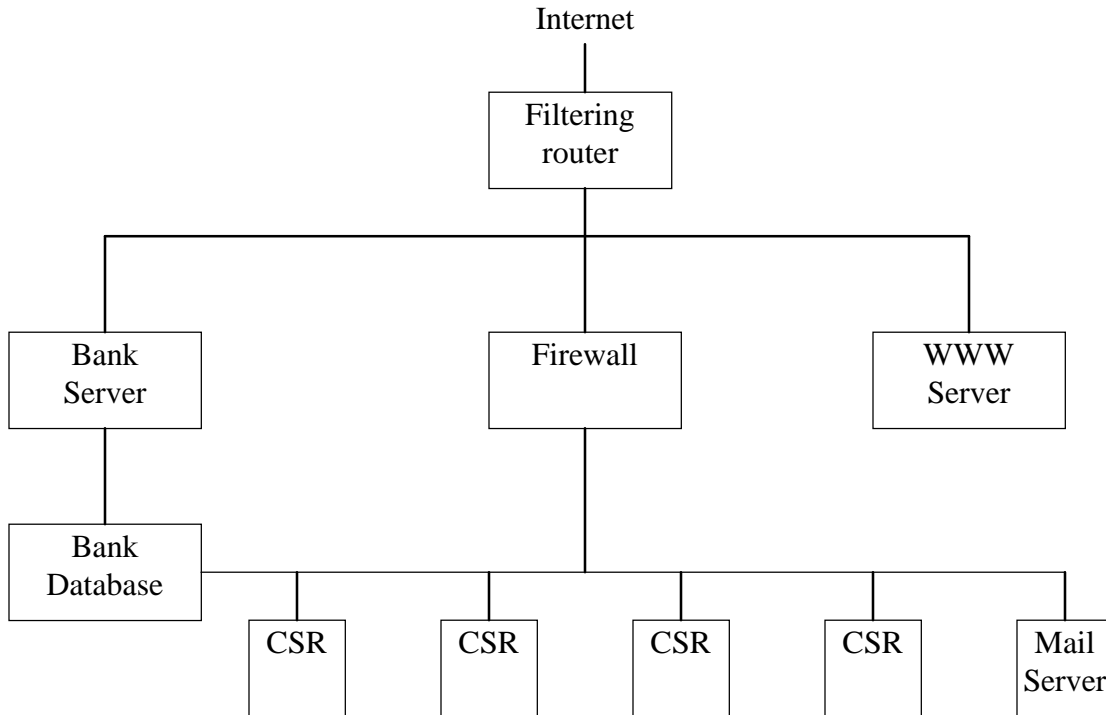 Internet
Filtering
router
Bank
Server
Firewall
WWW
Server
Bank
Database
CSR
CSR
CSR
CSR
Mail
Server